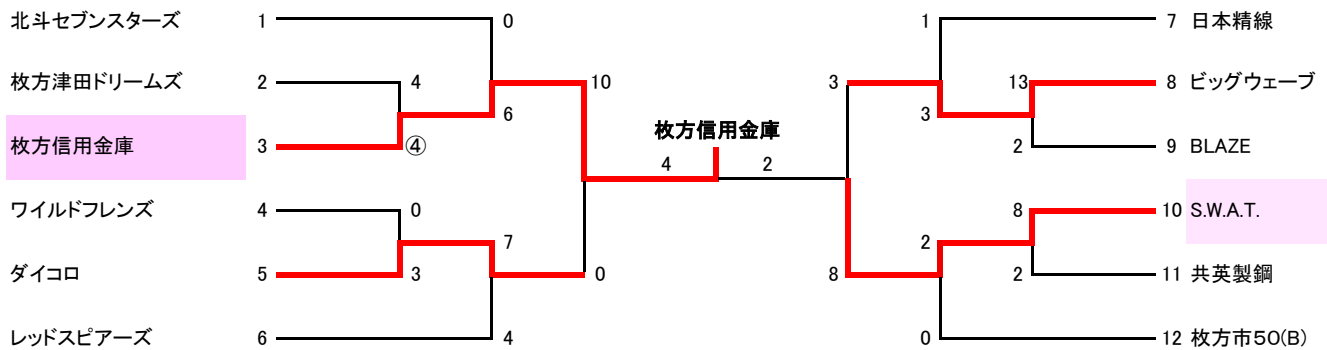 北斗セブンスターズ 1 0 1 7 日本精線
枚方津田ドリームズ 2 4 10 3 13 8 ビッグウェーブ
6 枚方信用金庫 3
枚方信用金庫 3 ④ 2 9 BLAZE
4 2
ワイルドフレンズ 4 0 8 10 S.W.A.T.
7 2
ダイコロ 5 3 0 8 2 11 共英製鋼
レッドスピアーズ 6 4 0 12 枚方市50(B)